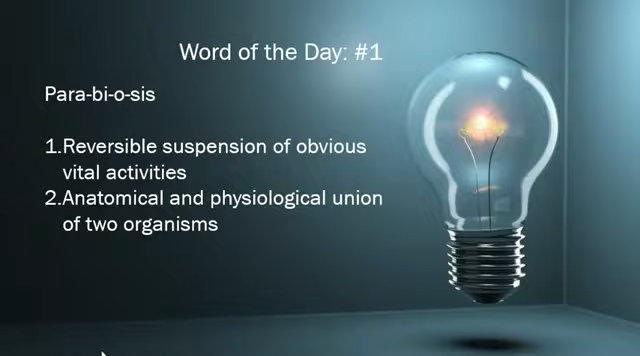 Word of the Day: #1
Para-bi-o-sis
1.Reversible suspension of obvious
vital activities
2.Anatomical and physiological union
of two organisms